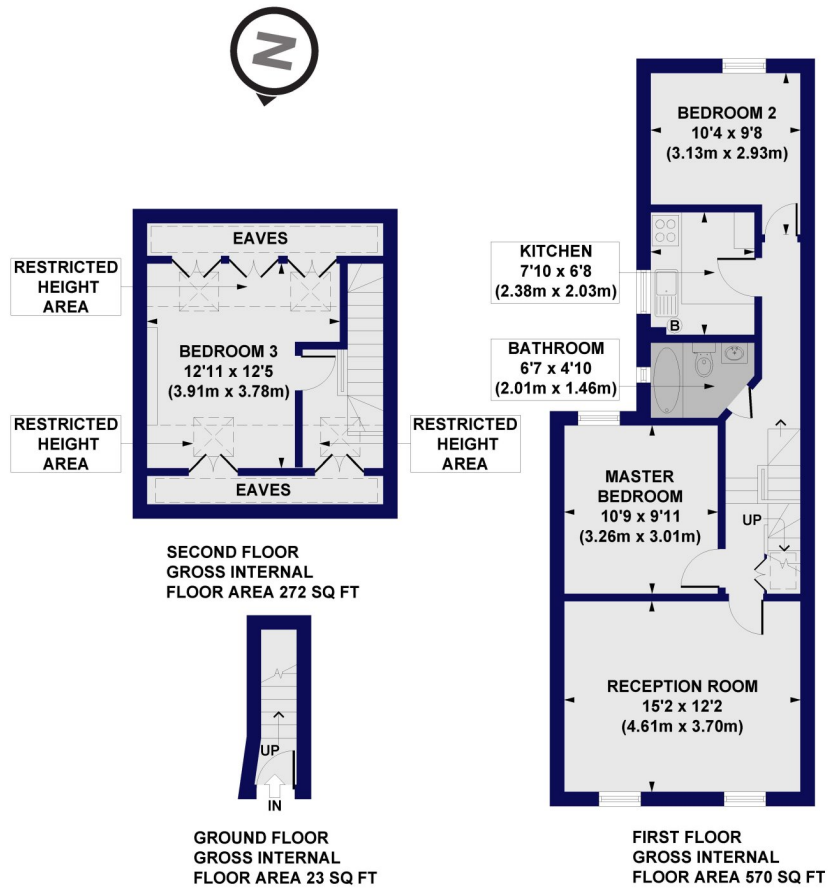 N
EAVES
RESTRICTED
HEIGHT
AREA
BEDROOM 3
12'11 x 12'5
(3.91m x 3.78m)
RESTRICTED
HEIGHT
AREA
RESTRICTED
HEIGHT
AREA
EAVES
SECOND FLOOR
GROSS INTERNAL
FLOOR AREA 272 SQ FT
UP
IN
GROUND FLOOR
GROSS INTERNAL
FLOOR AREA 23 SQ FT
BEDROOM 2
10'4 x 9'8
(3.13m x 2.93m)
KITCHEN
7'10 x 6'8
(2.38m x 2.03m)
B
BATHROOM
6'7 x 4'10
(2.01m x 1.46m)
MASTER
BEDROOM
10'9 x 9'11
(3.26m x 3.01m)
UP
RECEPTION ROOM
15'2 x 12'2
(4.61m x 3.70m)
FIRST FLOOR
GROSS INTERNAL
FLOOR AREA 570 SQ FT